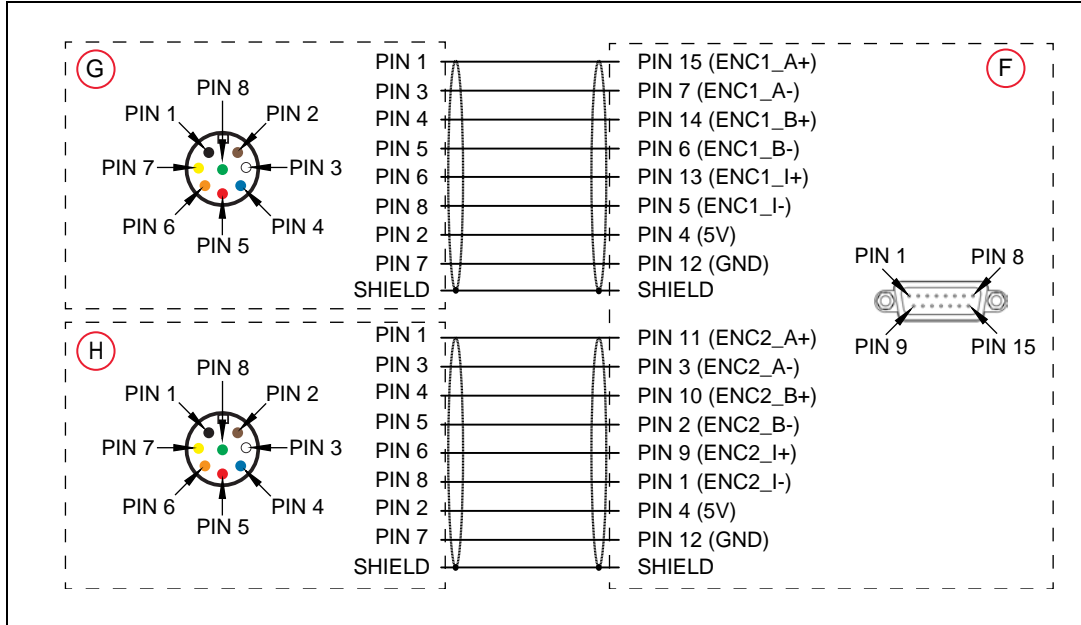 G
PIN 8
PIN 1
PIN 2
PIN 7
PIN 3
PIN 6
PIN 4
PIN 5
PIN 1
PIN 3
PIN 4
PIN 5
PIN 6
PIN 8
PIN 2
PIN 7
SHIELD
H
PIN 8
PIN 1
PIN 2
PIN 7
PIN 3
PIN 6
PIN 4
PIN 5
PIN 1
PIN 3
PIN 4
PIN 5
PIN 6
PIN 8
PIN 2
PIN 7
SHIELD
F
PIN 15 (ENC1_A+)
PIN 7 (ENC1_A-)
PIN 14 (ENC1_B+)
PIN 6 (ENC1_B-)
PIN 13 (ENC1_I+)
PIN 5 (ENC1_I-)
PIN 4 (5V)
PIN 12 (GND)
SHIELD
PIN 11 (ENC2_A+)
PIN 3 (ENC2_A-)
PIN 10 (ENC2_B+)
PIN 2 (ENC2_B-)
PIN 9 (ENC2_I+)
PIN 1 (ENC2_I-)
PIN 4 (5V)
PIN 12 (GND)
SHIELD
PIN 1
PIN 8
PIN 9
PIN 15